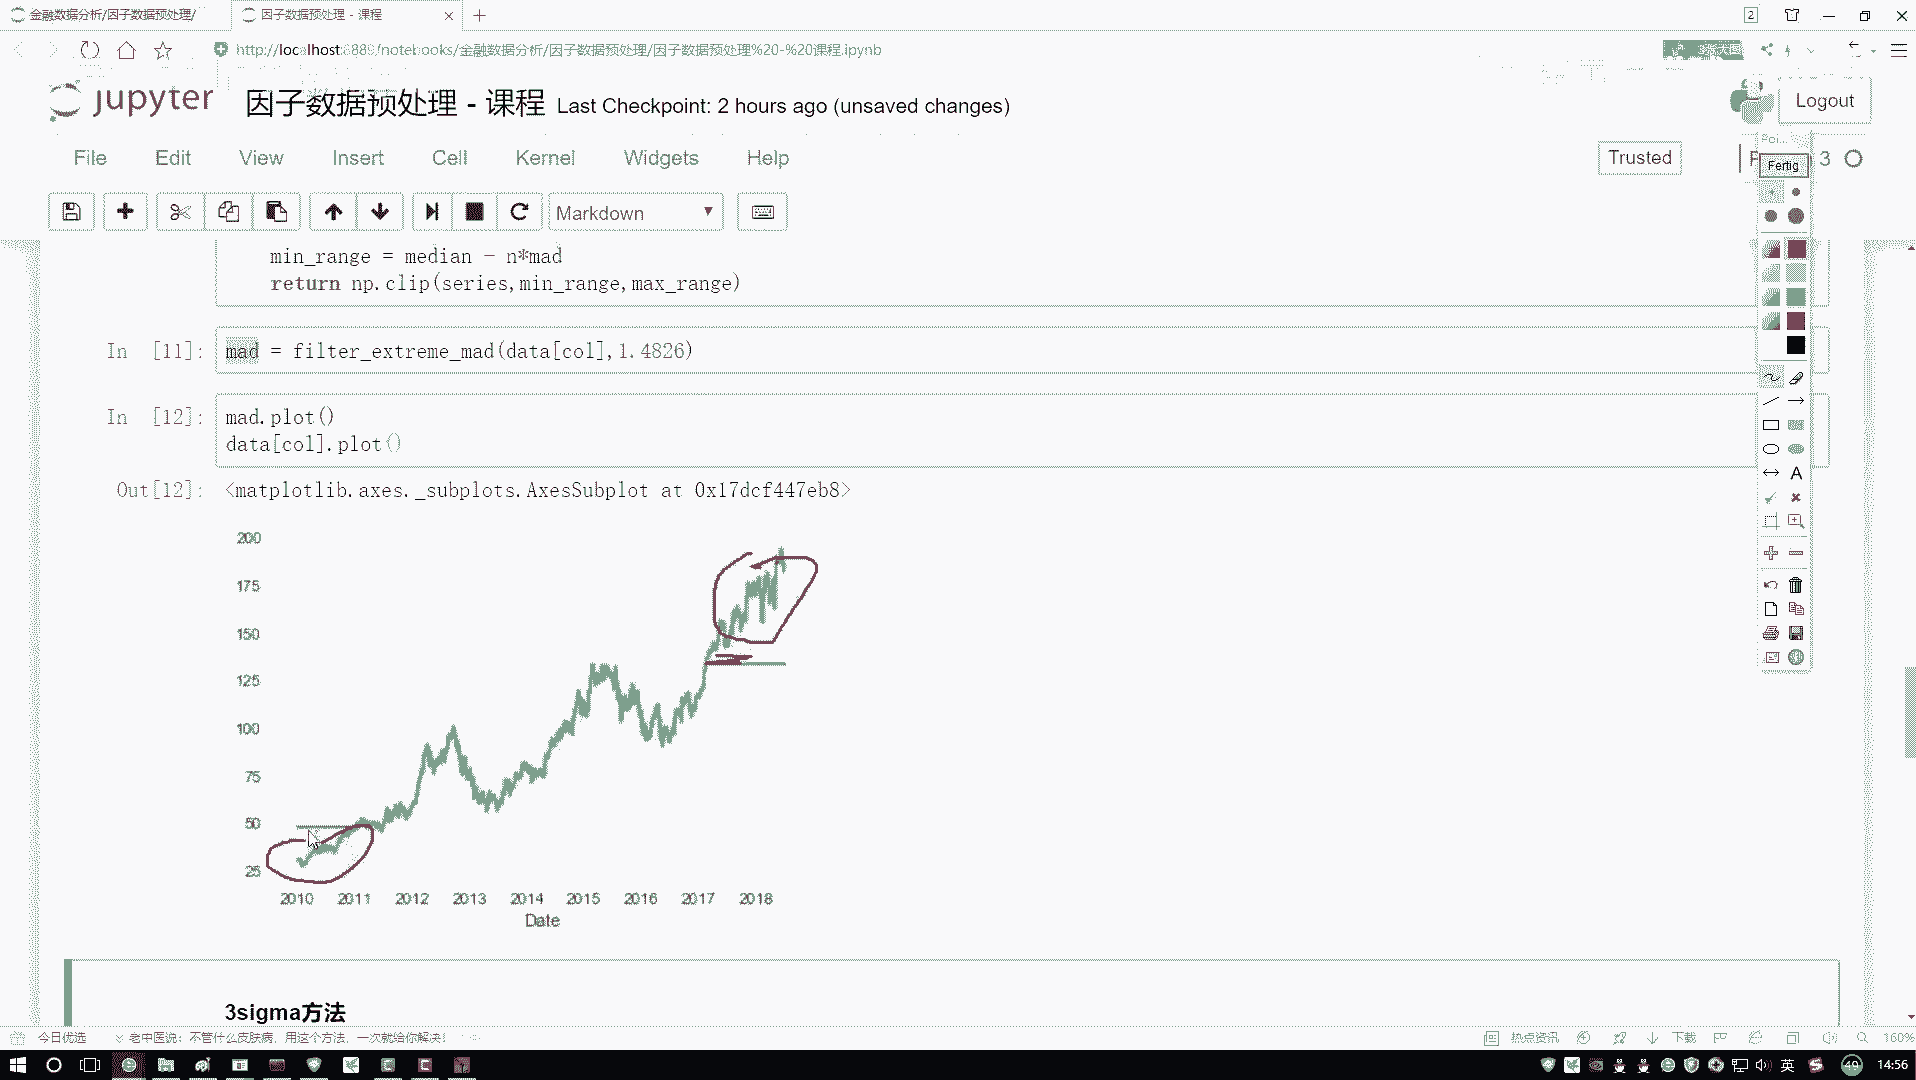 金融数据分析/因子数据预处理/
因子数据预处理 - 课程
2
http://localhost:8889/notebooks/金融数据分析/因子数据预处理/因子数据预处理%20-%20课程.ipynb
jupyter
因子数据预处理 - 课程 Last Checkpoint: 2 hours ago (unsaved changes)
Logout
File Edit View Insert Cell Kernel Widgets Help
Trusted
3
Fertig
Markdown
min_range = median - n*mad
return np.clip(series,min_range,max_range)
In [11]: mad = filter_extreme_mad(data[col],1.4826)
In [12]: mad.plot()
data[col].plot()
Out[12]: <matplotlib.axes._subplots.AxesSubplot at 0x17dcf447eb8>
200
175
150
125
100
75
50
25
2010 2011 2012 2013 2014 2015 2016 2017 2018
Date
A
3sigma方法
今日优选
老中医说：不管什么皮肤病，用这个方法，一次就给你解决！
热点资讯
下载
160%
英
49
14:56